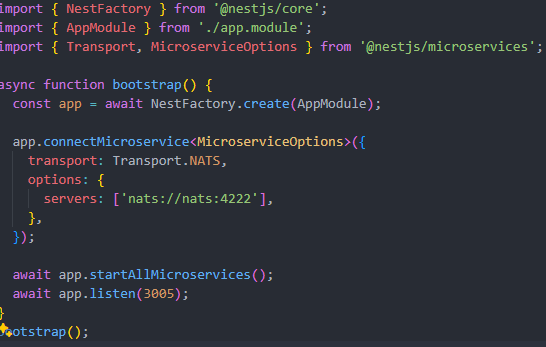 import { NestFactory } from '@nestjs/core';
import { AppModule } from './app.module';
import { Transport, MicroserviceOptions } from '@nestjs/microservices';
async function bootstrap() {
const app = await NestFactory.create(AppModule);
app.connectMicroservice<MicroserviceOptions>({
transport: Transport.NATS,
options: {
servers: ['nats://nats:4222'],
},
});
await app.startAllMicroservices();
await app.listen(3005);
}
bootstrap();